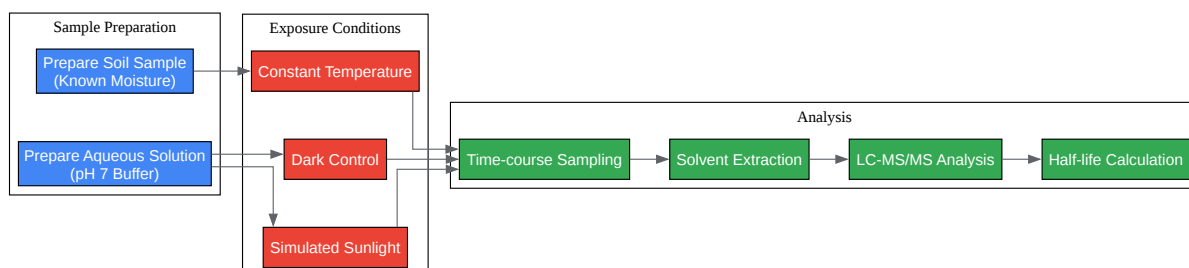 Sample Preparation
Prepare Soil Sample
(Known Moisture)
Prepare Aqueous Solution
(pH 7 Buffer)
Exposure Conditions
Constant Temperature
Dark Control
Simulated Sunlight
Analysis
Time-course Sampling
Solvent Extraction
LC-MS/MS Analysis
Half-life Calculation